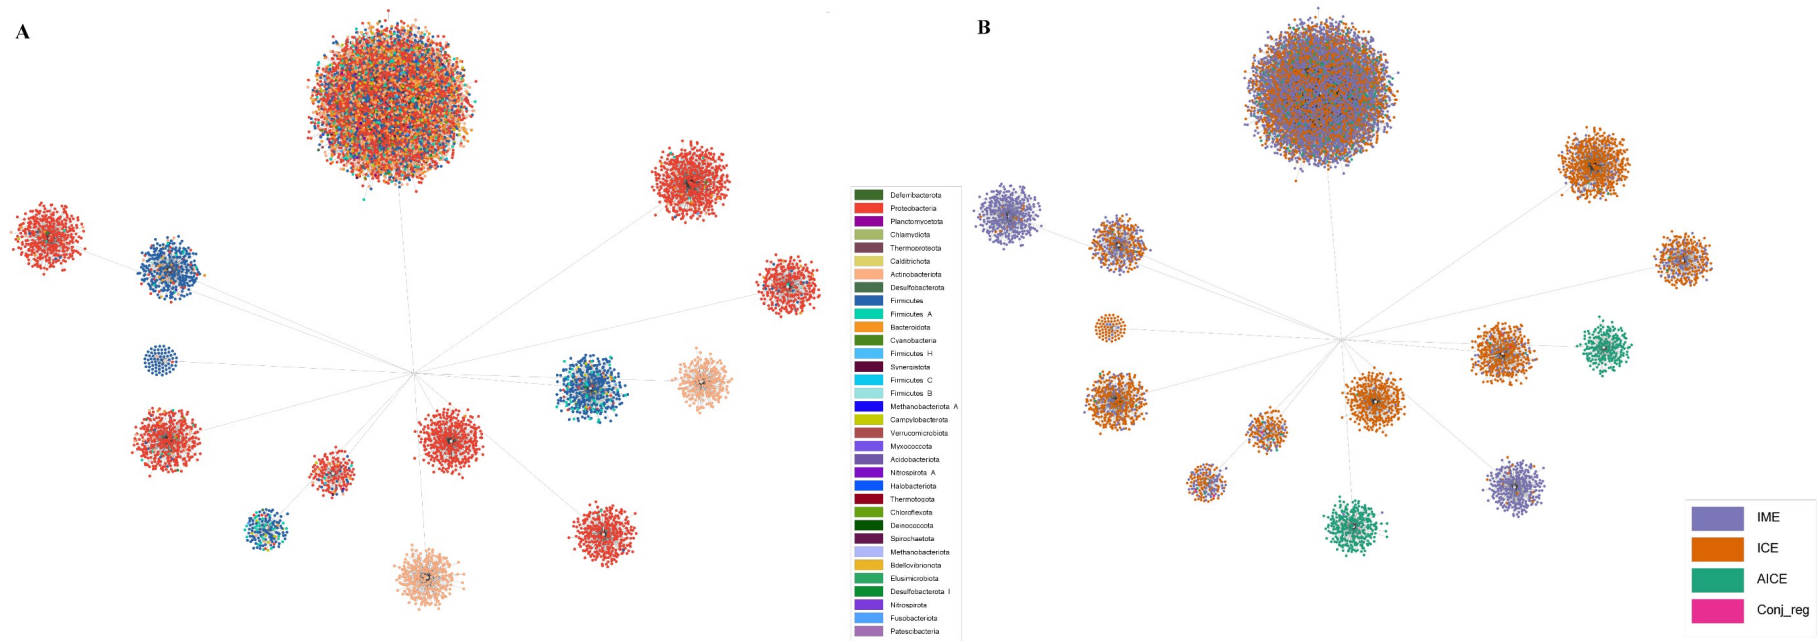 A
B
Deferribacterota
Proteobacteria
Planctomycetota
Chlamydiota
Thermoproteota
Calditrichota
Actinobacteriota
Desulfobacterota
Firmicutes
Firmicutes A
Bacteroidota
Cyanobacteria
Firmicutes H
Synergistota
Firmicutes C
Firmicutes B
Methanobacteriota A
Campylobacterota
Verrucomicrobiota
Myxococcota
Acidobacteriota
Nitrospirota A
Halobacteriota
Thermotogota
Chloroflexota
Deinococcota
Spirochaetota
Methanobacteriota
Bdellovibrionota
Elusimicrobiota
Desulfobacterota I
Nitrospirota
Fusobacteriota
Patescibacteria
IME
ICE
AICE
Conj_reg